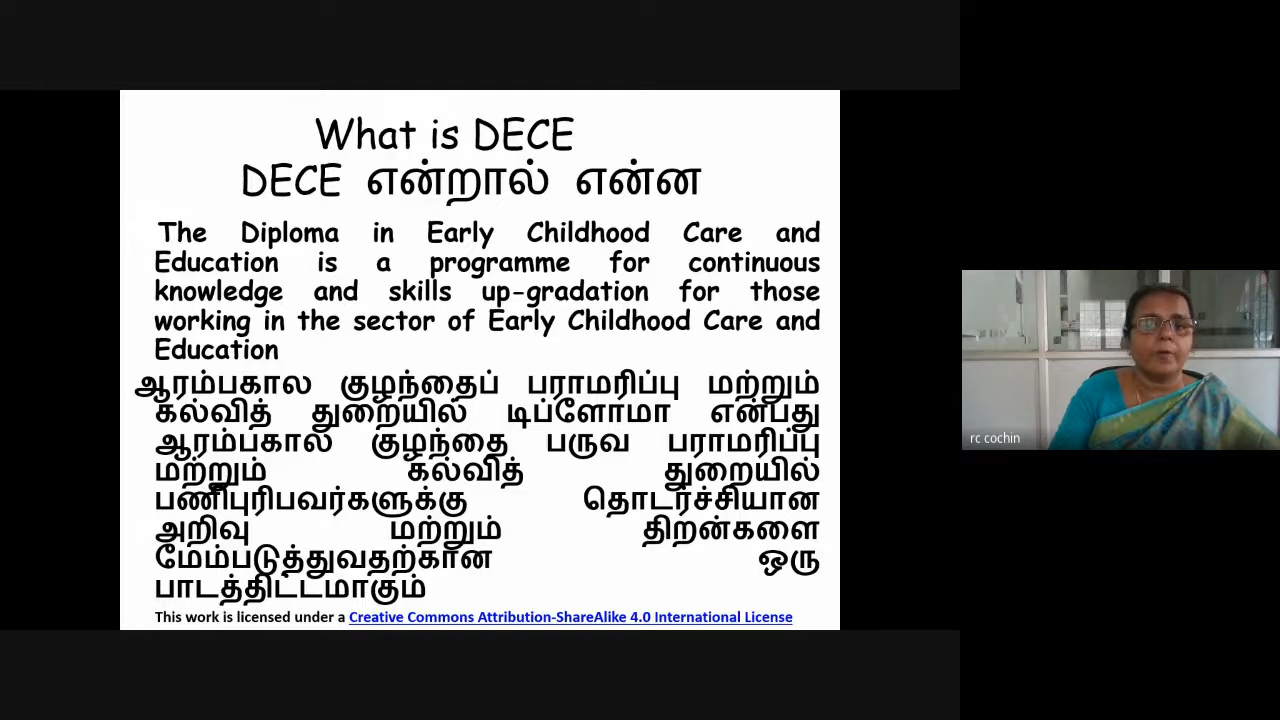 What is DECE
DECE என்றால் என்ன
The Diploma in Early Childhood Care and
Education is a programme for continuous
knowledge and skills up-gradation for those
working in the sector of Early Childhood Care and
Education
ஆரம்பகால குழந்தைப் பராமரிப்பு மற்றும்
கல்வித் துறையில் டிப்ளோமா என்பது
ஆரம்பகால குழந்தை பருவ பராமரிப்பு
மற்றும் கல்வித் துறையில்
பணிபுரிபவர்களுக்கு தொடர்ச்சியான
அறிவு மற்றும் திறன்களை
மேம்படுத்துவதற்கான ஒரு
பாடத்திட்டமாகும்
This work is licensed under a Creative Commons Attribution-ShareAlike 4.0 International License
rc cochin